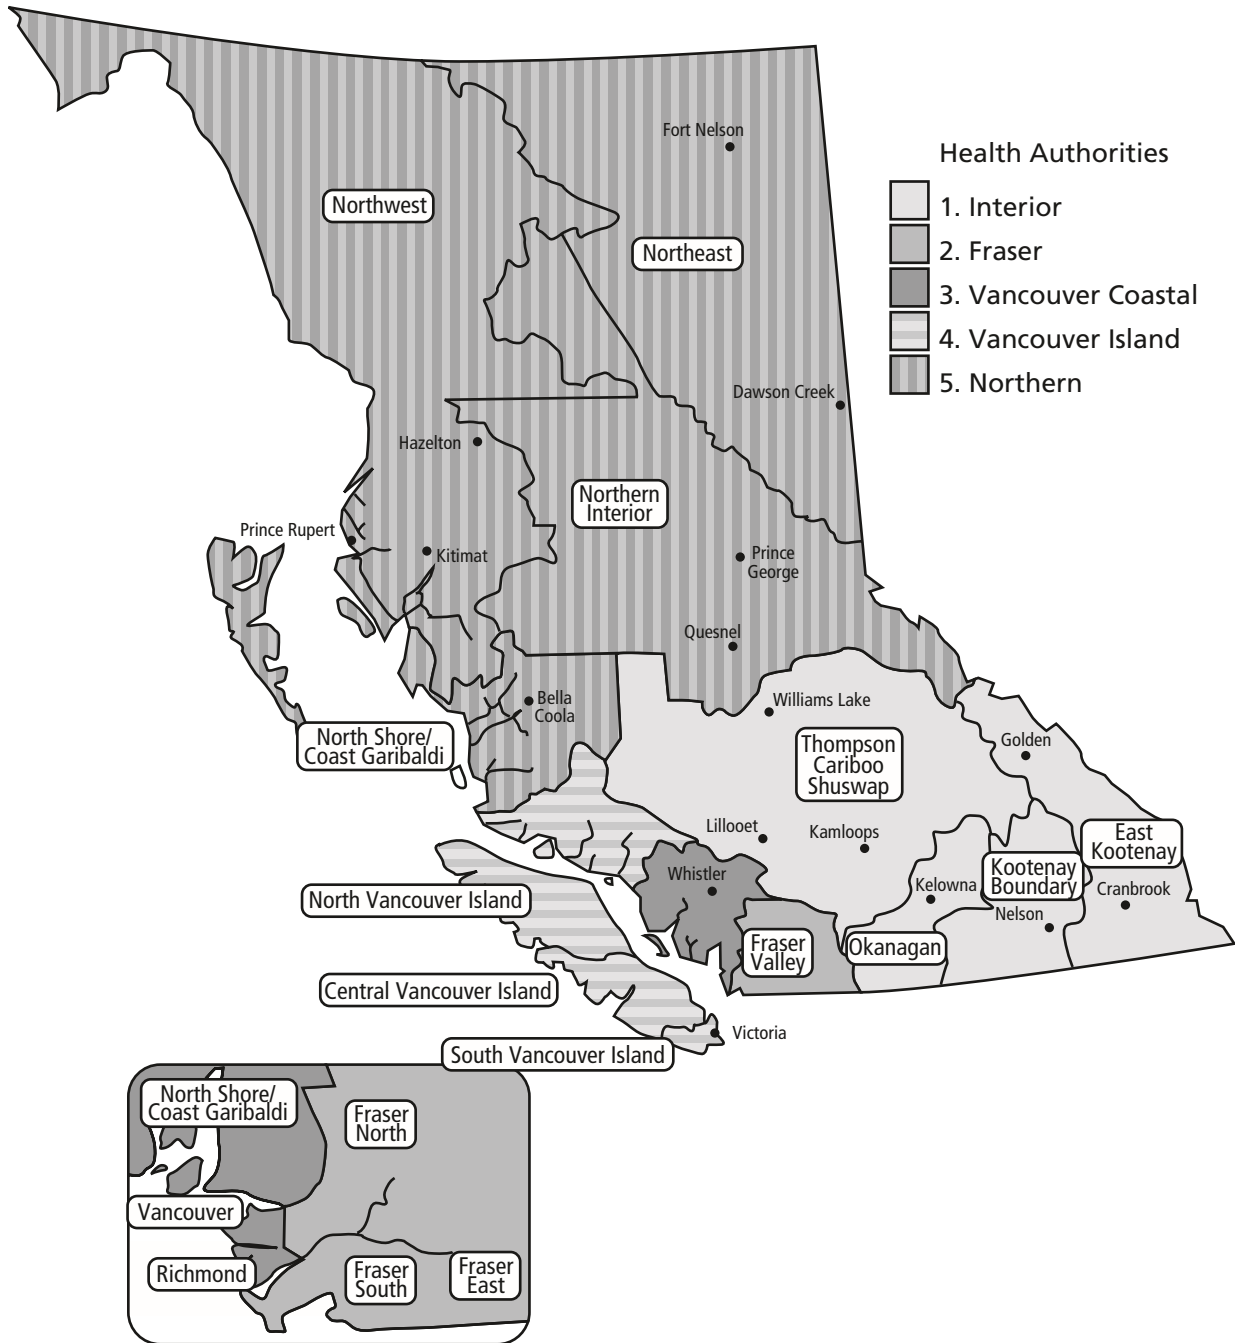 Health Authorities
1. Interior
2. Fraser
3. Vancouver Coastal
4. Vancouver Island
5. Northern
Fort Nelson
Northwest
Northeast
Dawson Creek
Hazelton
Northern
Interior
Prince Rupert
Kitimat
Prince
George
Quesnel
Bella
Coola
Williams Lake
North Shore/
Coast Garibaldi
Thompson
Cariboo
Shuswap
Golden
Lillooet
Kamloops
East
Kootenay
Whistler
Kootenay
Boundary
Kelowna
Cranbrook
North Vancouver Island
Nelson
Fraser
Valley
Okanagan
Central Vancouver Island
Victoria
South Vancouver Island
North Shore/
Coast Garibaldi
Fraser
North
Vancouver
Richmond
Fraser
South
Fraser
East